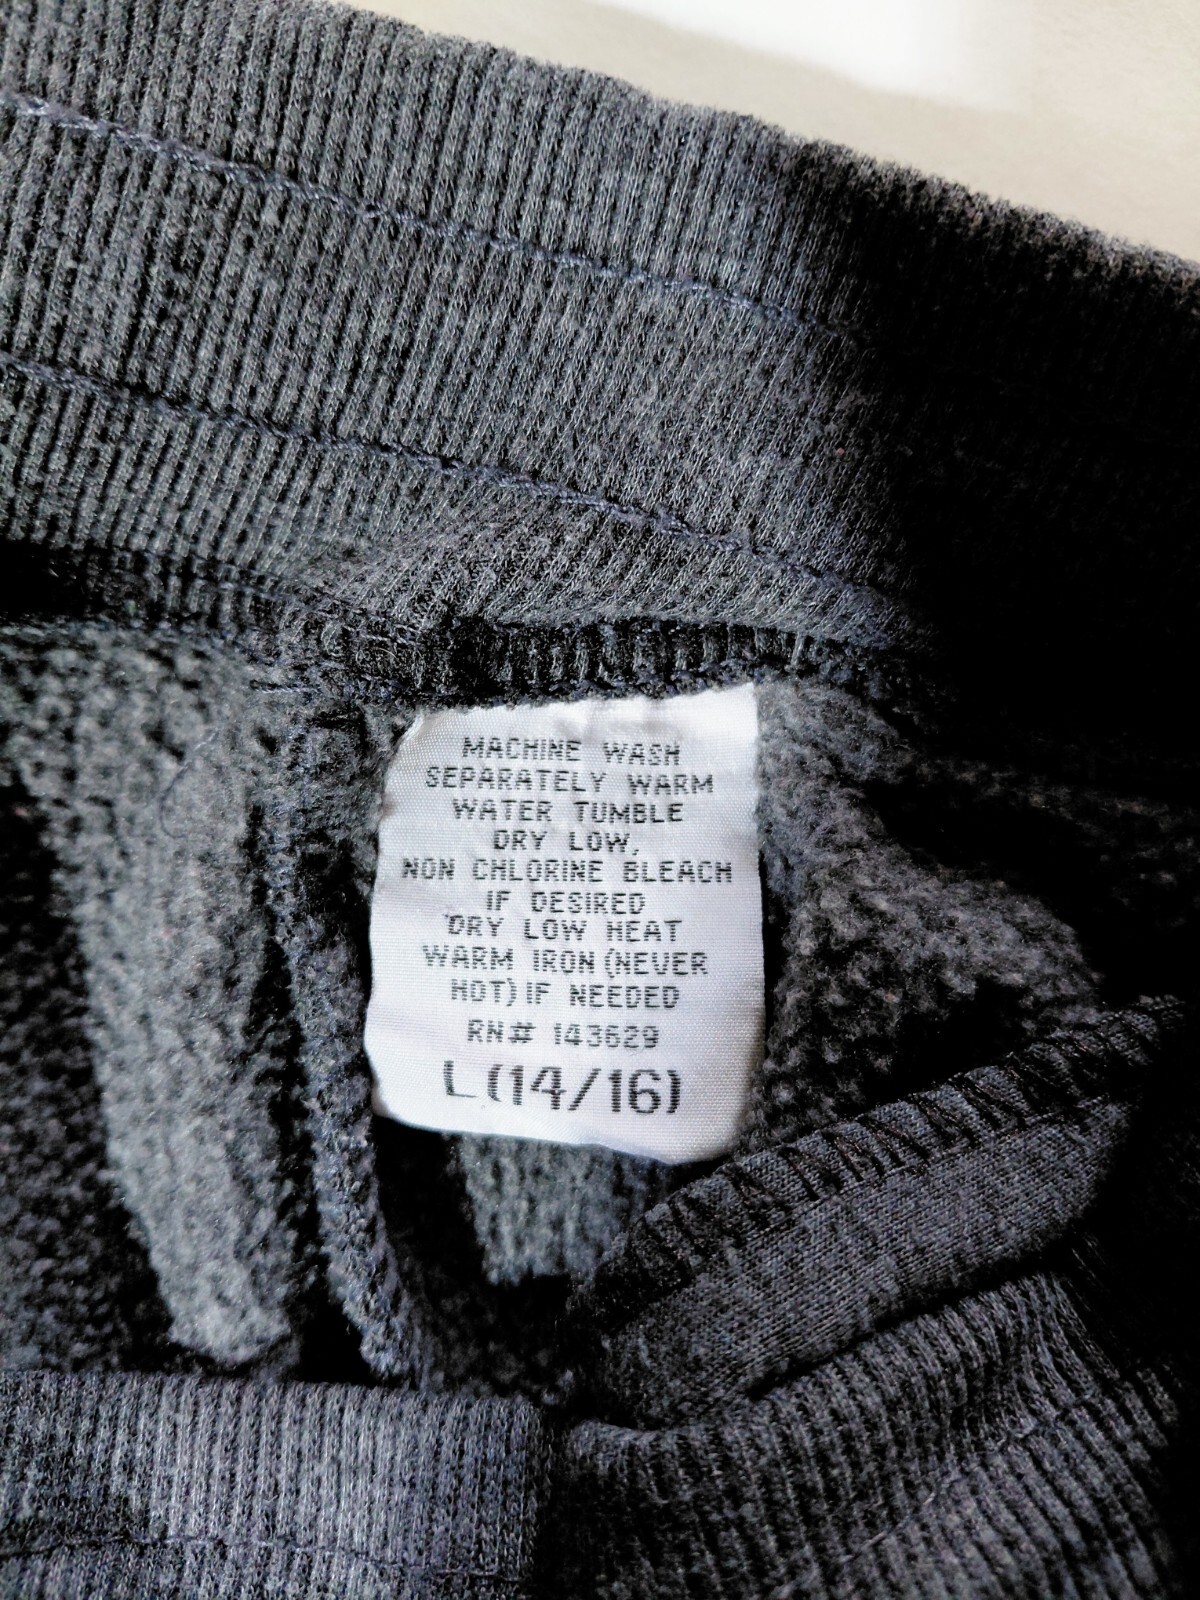 MACHINE WASH
SEPARATELY WARM
WATER TUMBLE
DRY LOW,
NON CHLORINE BLEACH
IF DESIRED
DRY LOW HEAT
WARM IRON (NEVER
HOT) IF NEEDED
RN# 143629
L(14/16)